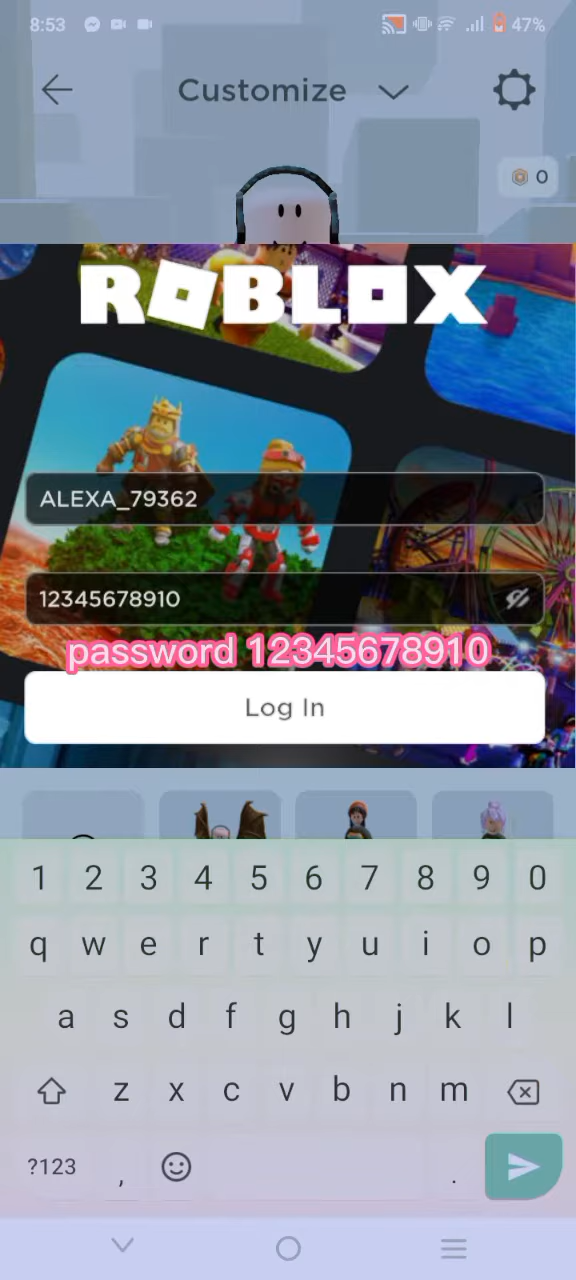 8:53
47%
Customize
0
ROBLOX
ALEXA_79362
12345678910
password 12345678910
Log In
1 2 3 4 5 6 7 8 9 0
q w e r t y u i o p
a s d f g h j k l
z x c v b n m
?123 , .